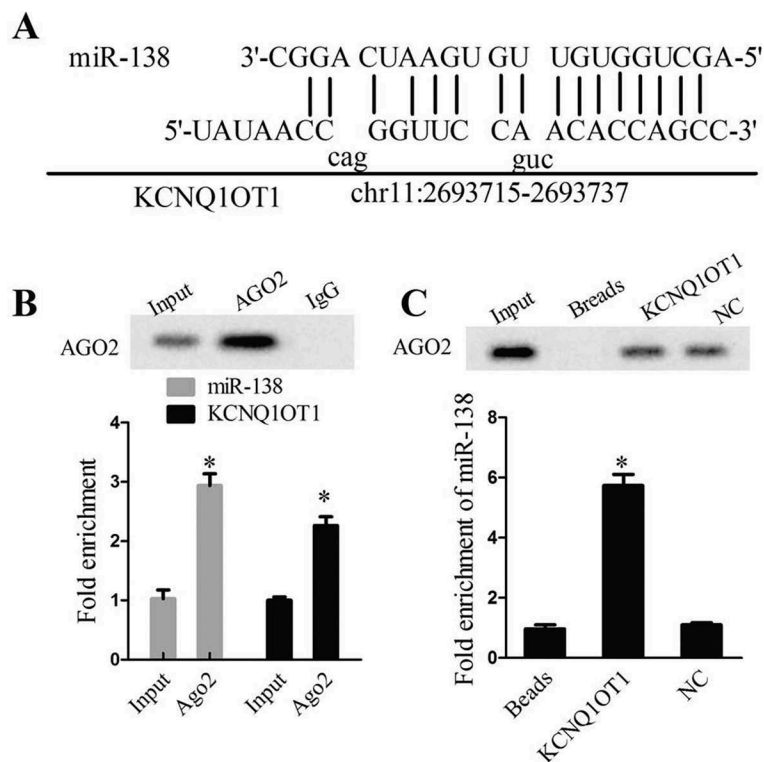 A
miR-138 3'-CGGA CUAAGU GU UGUGGUCGA-5'
5'-UAUAACC GGUUC CA ACACCAGCC-3'
cag guc
KCNQ1OT1 chr11:2693715-2693737
B
Input AGO2 IgG
AGO2
miR-138
KCNQ1OT1
Fold enrichment
4
3
2
1
0
* *
Input Ago2 Input Ago2
C
Input Breads KCNQ1OT1 NC
AGO2
Fold enrichment of miR-138
8
6
4
2
0
*
Beads KCNQ1OT1 NC